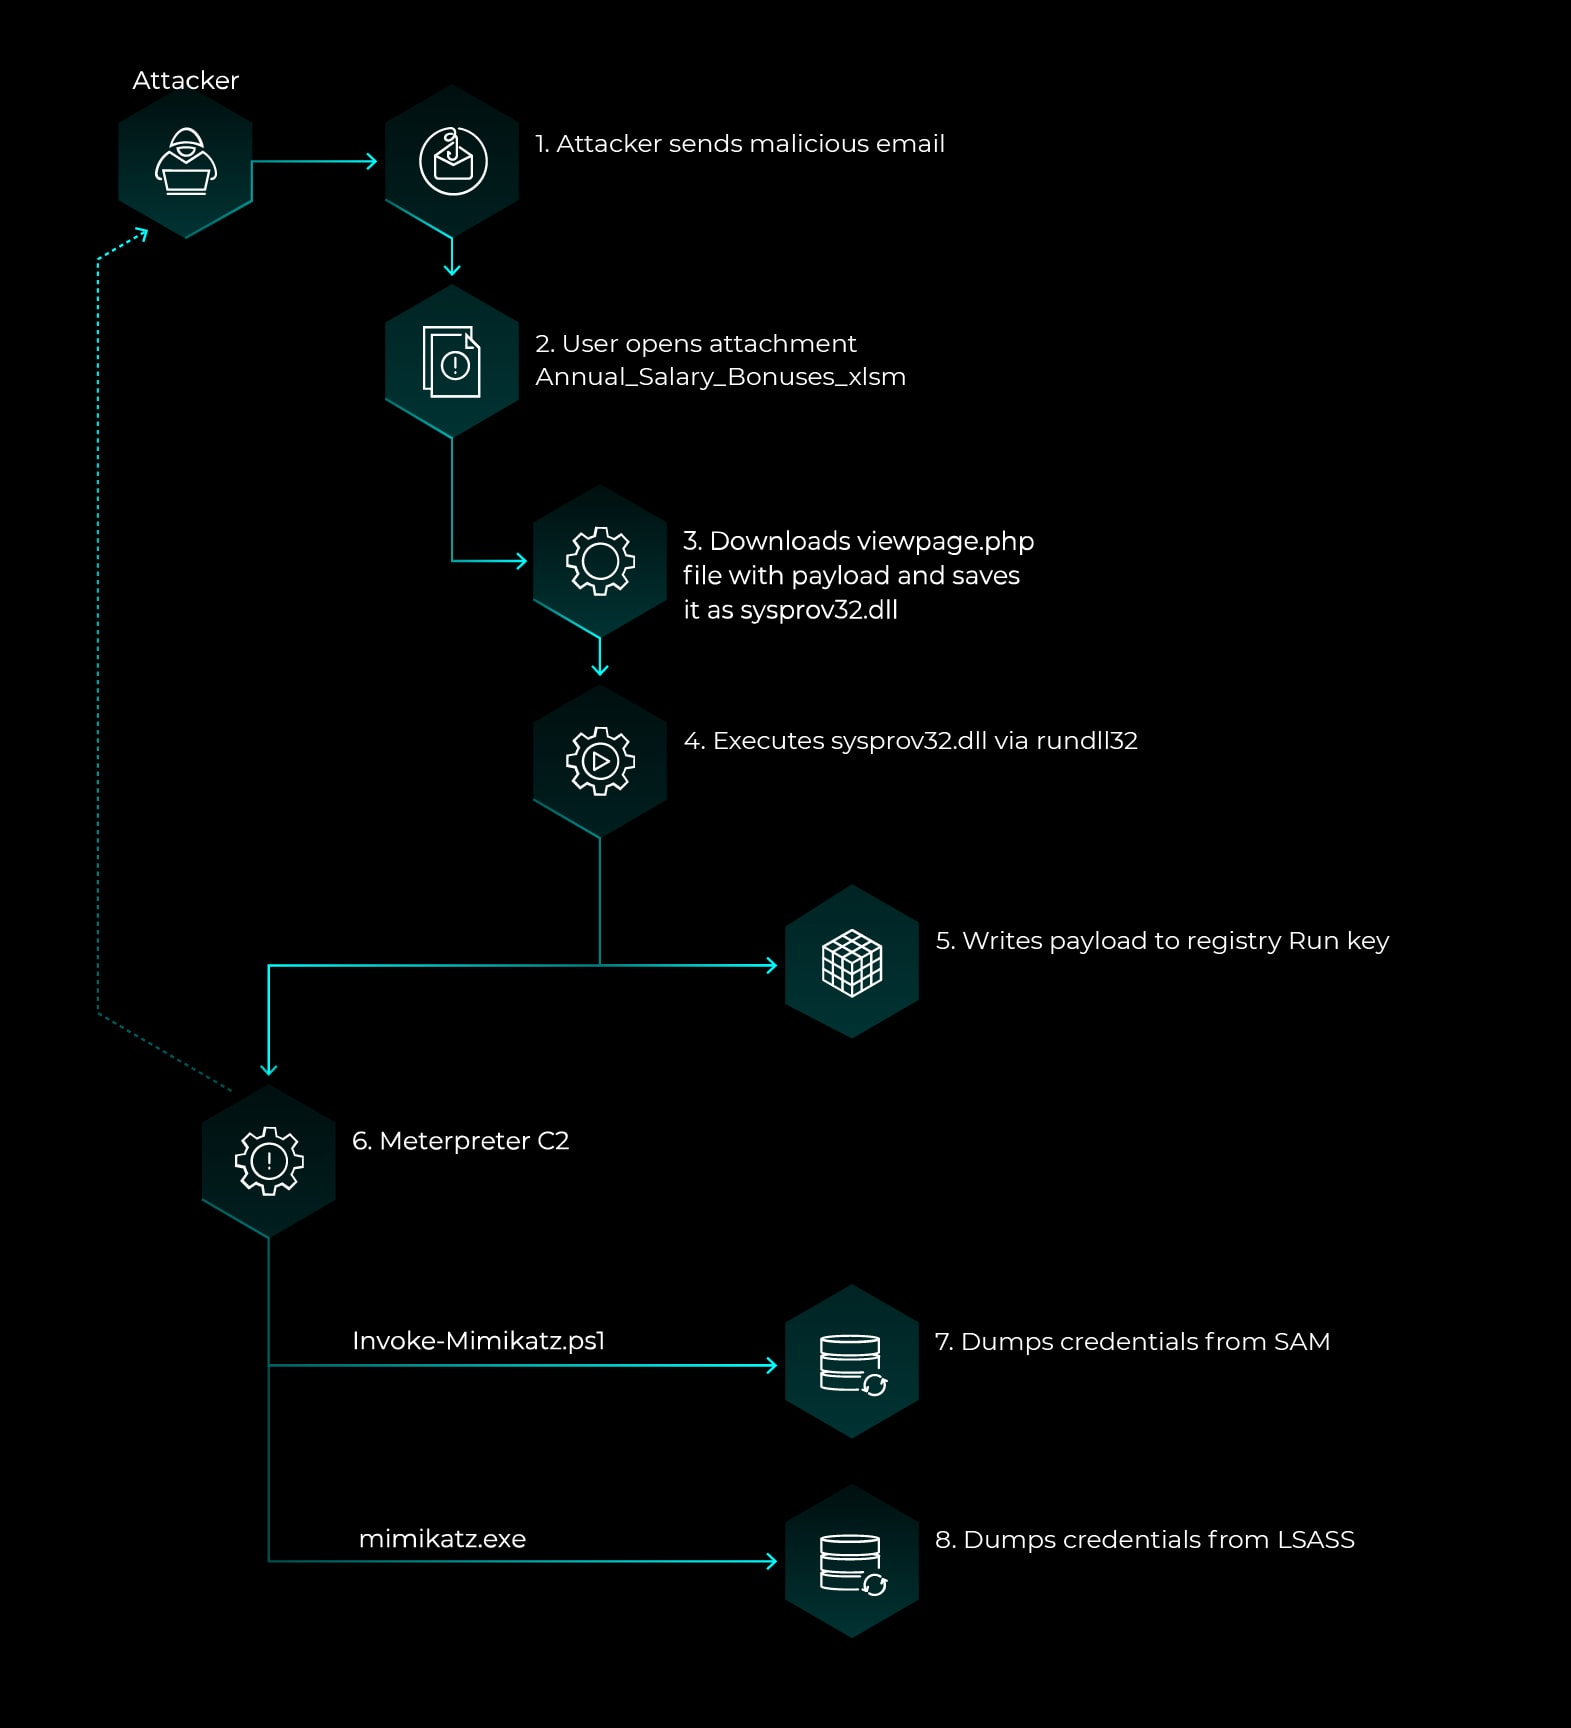 Attacker
1. Attacker sends malicious email
2. User opens attachment
Annual_Salary_Bonuses_xlsm
3. Downloads viewpage.php
file with payload and saves
it as sysprov32.dll
4. Executes sysprov32.dll via rundll32
5. Writes payload to registry Run key
6. Meterpreter C2
Invoke-Mimikatz.ps1
7. Dumps credentials from SAM
mimikatz.exe
8. Dumps credentials from LSASS